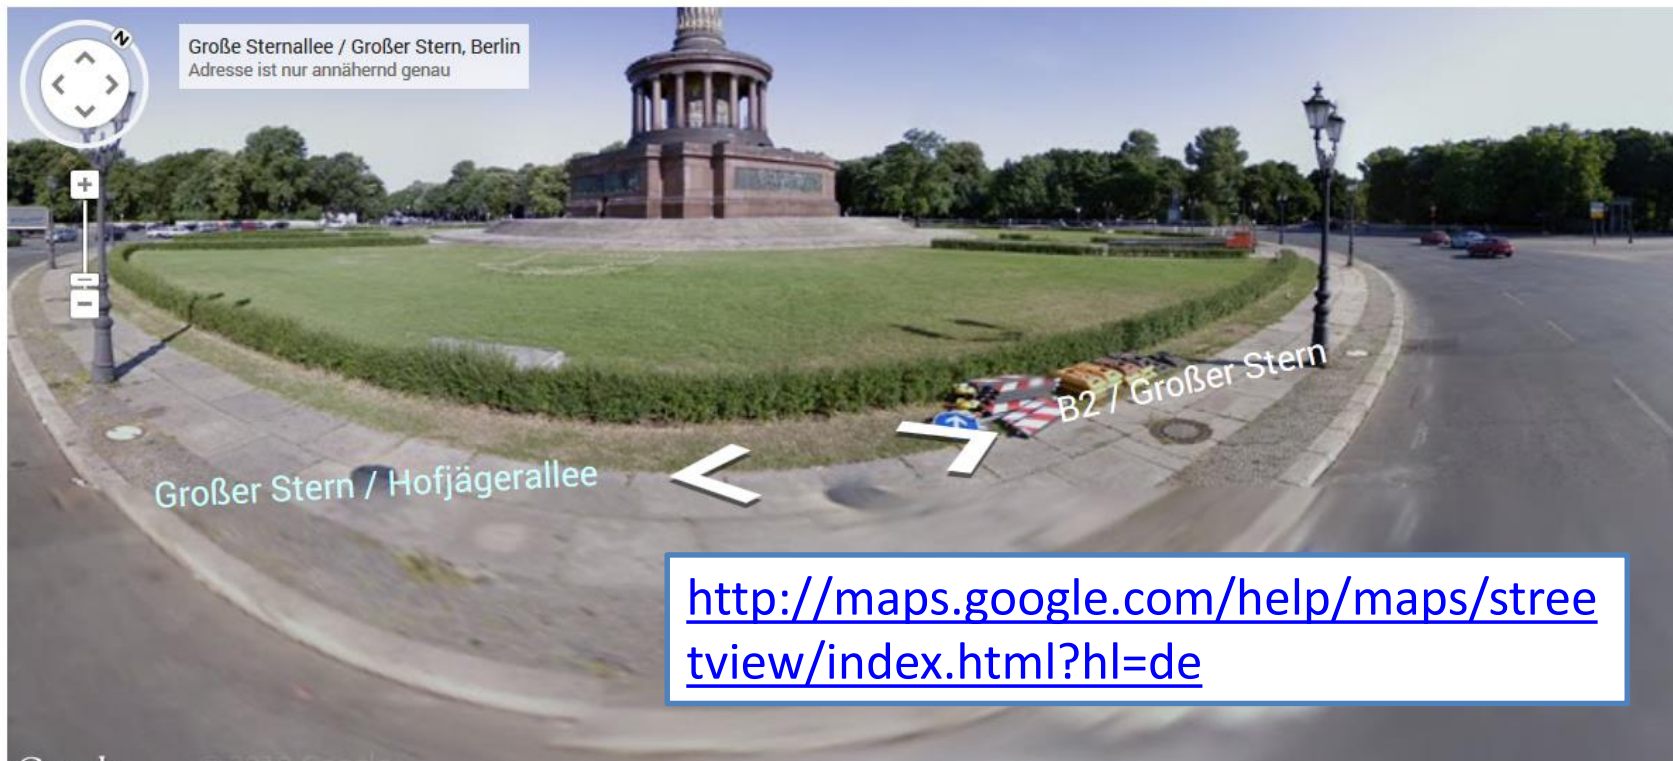 N
Große Sternallee / Großer Stern, Berlin
Adresse ist nur annähernd genau
B2 / Großer Stern
Großer Stern / Hofjägerallee
http://maps.google.com/help/maps/stree
tview/index.html?hl=de